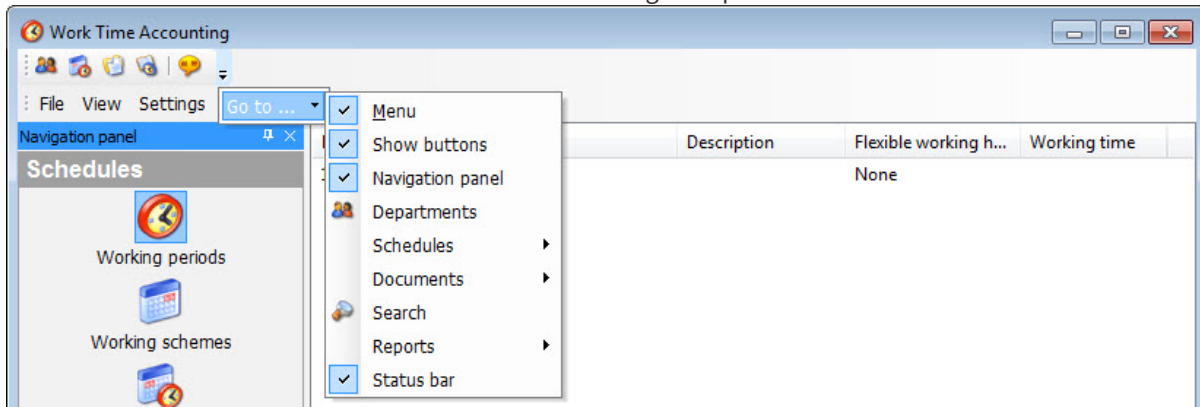 Work Time Accounting
File View Settings Go to ...
Menu
Show buttons
Navigation panel
Departments
Schedules
Documents
Search
Reports
Status bar
Navigation panel
Schedules
Working periods
Working schemes
Description Flexible working h... Working time
None